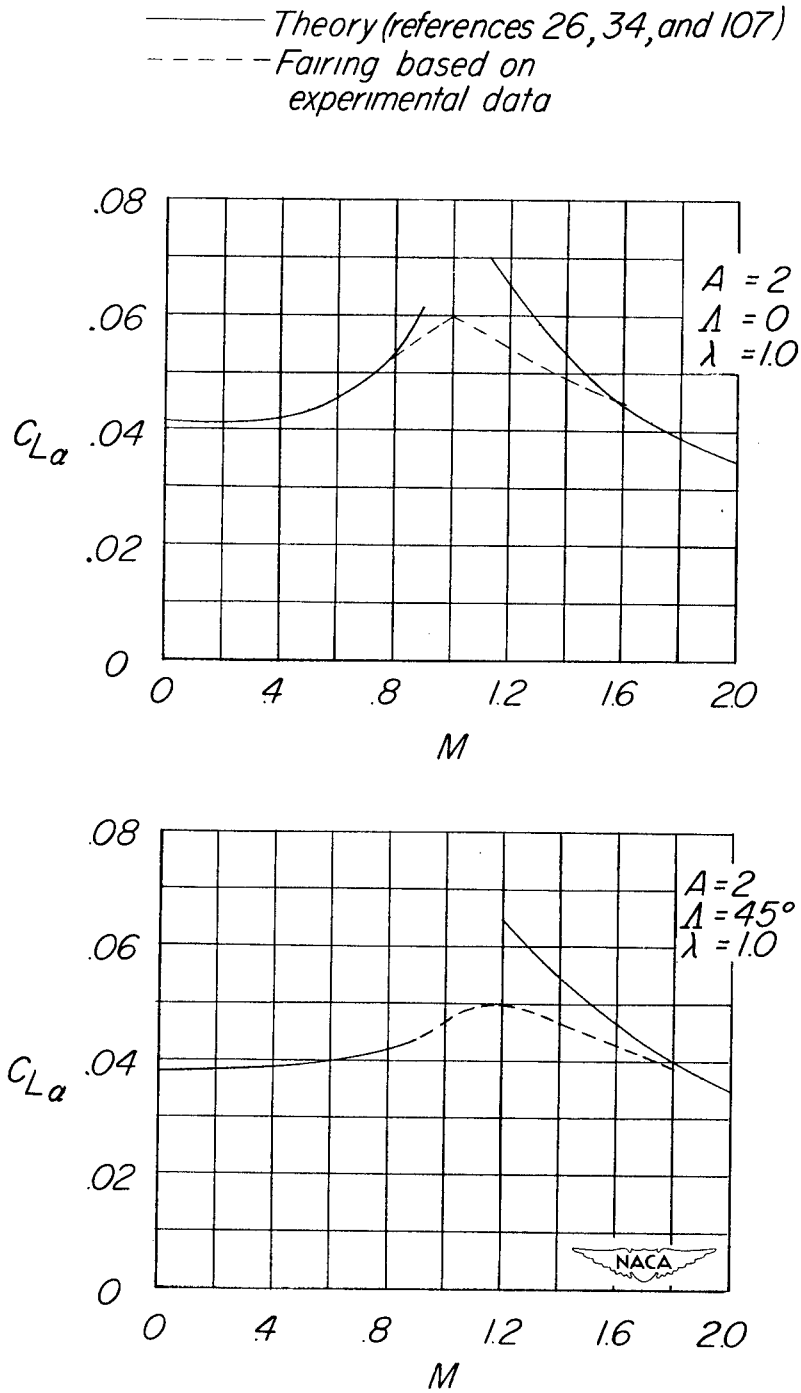 Theory (references 26, 34, and 107)
Fairing based on
experimental data
.08
.06
.04
.02
0
C_Lα
0
.4
.8
1.2
1.6
2.0
M
A = 2
Λ = 0
λ = 1.0
.08
.06
.04
.02
0
C_Lα
0
.4
.8
1.2
1.6
2.0
M
A = 2
Λ = 45°
λ = 1.0
NACA